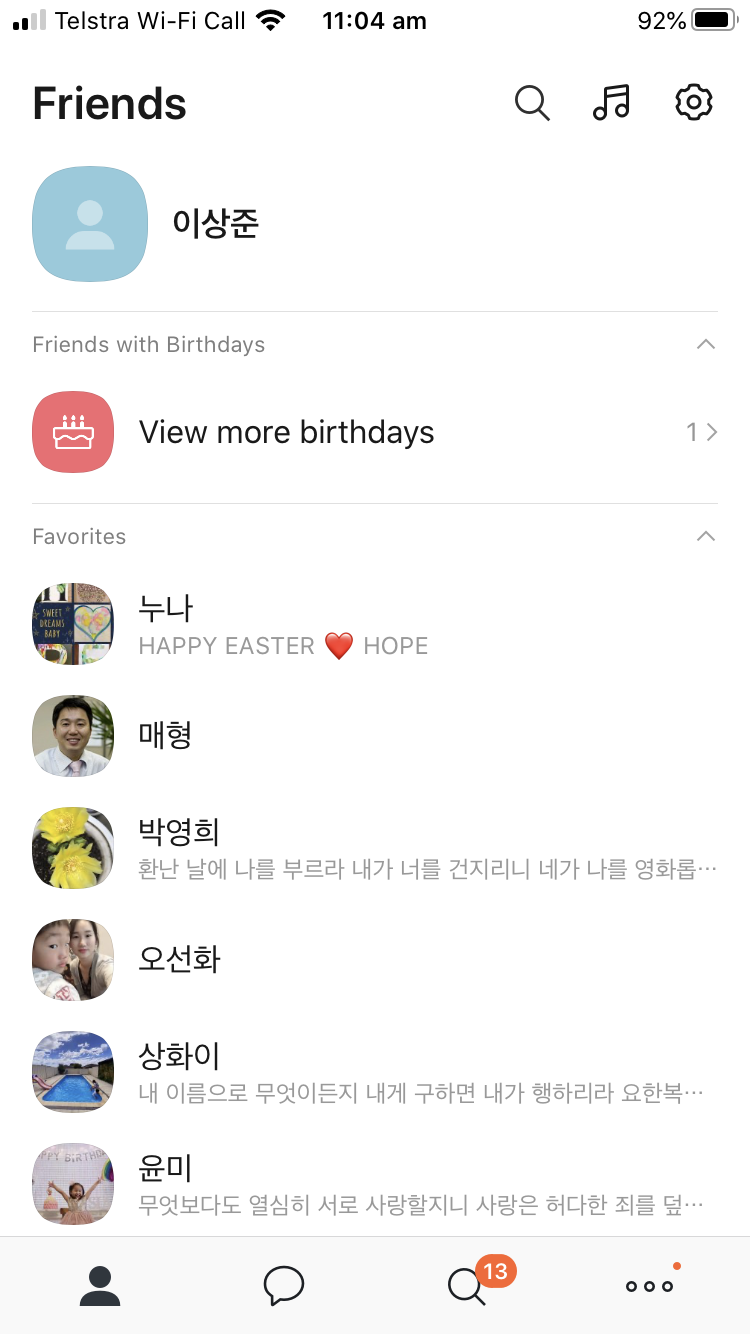 Telstra Wi-Fi Call 11:04 am 92%
Friends
이상준
Friends with Birthdays
View more birthdays 1
Favorites
SWEET
DREAMS
BABY
누나
HAPPY EASTER ❤️ HOPE
매형
박영희
환난 날에 나를 부르라 내가 너를 건지리니 네가 나를 영화롭…
오선화
상화이
내 이름으로 무엇이든지 내게 구하면 내가 행하리라 요한복…
PPY BIRTHD
윤미
무엇보다도 열심히 서로 사랑할지니 사랑은 허다한 죄를 덮…
13